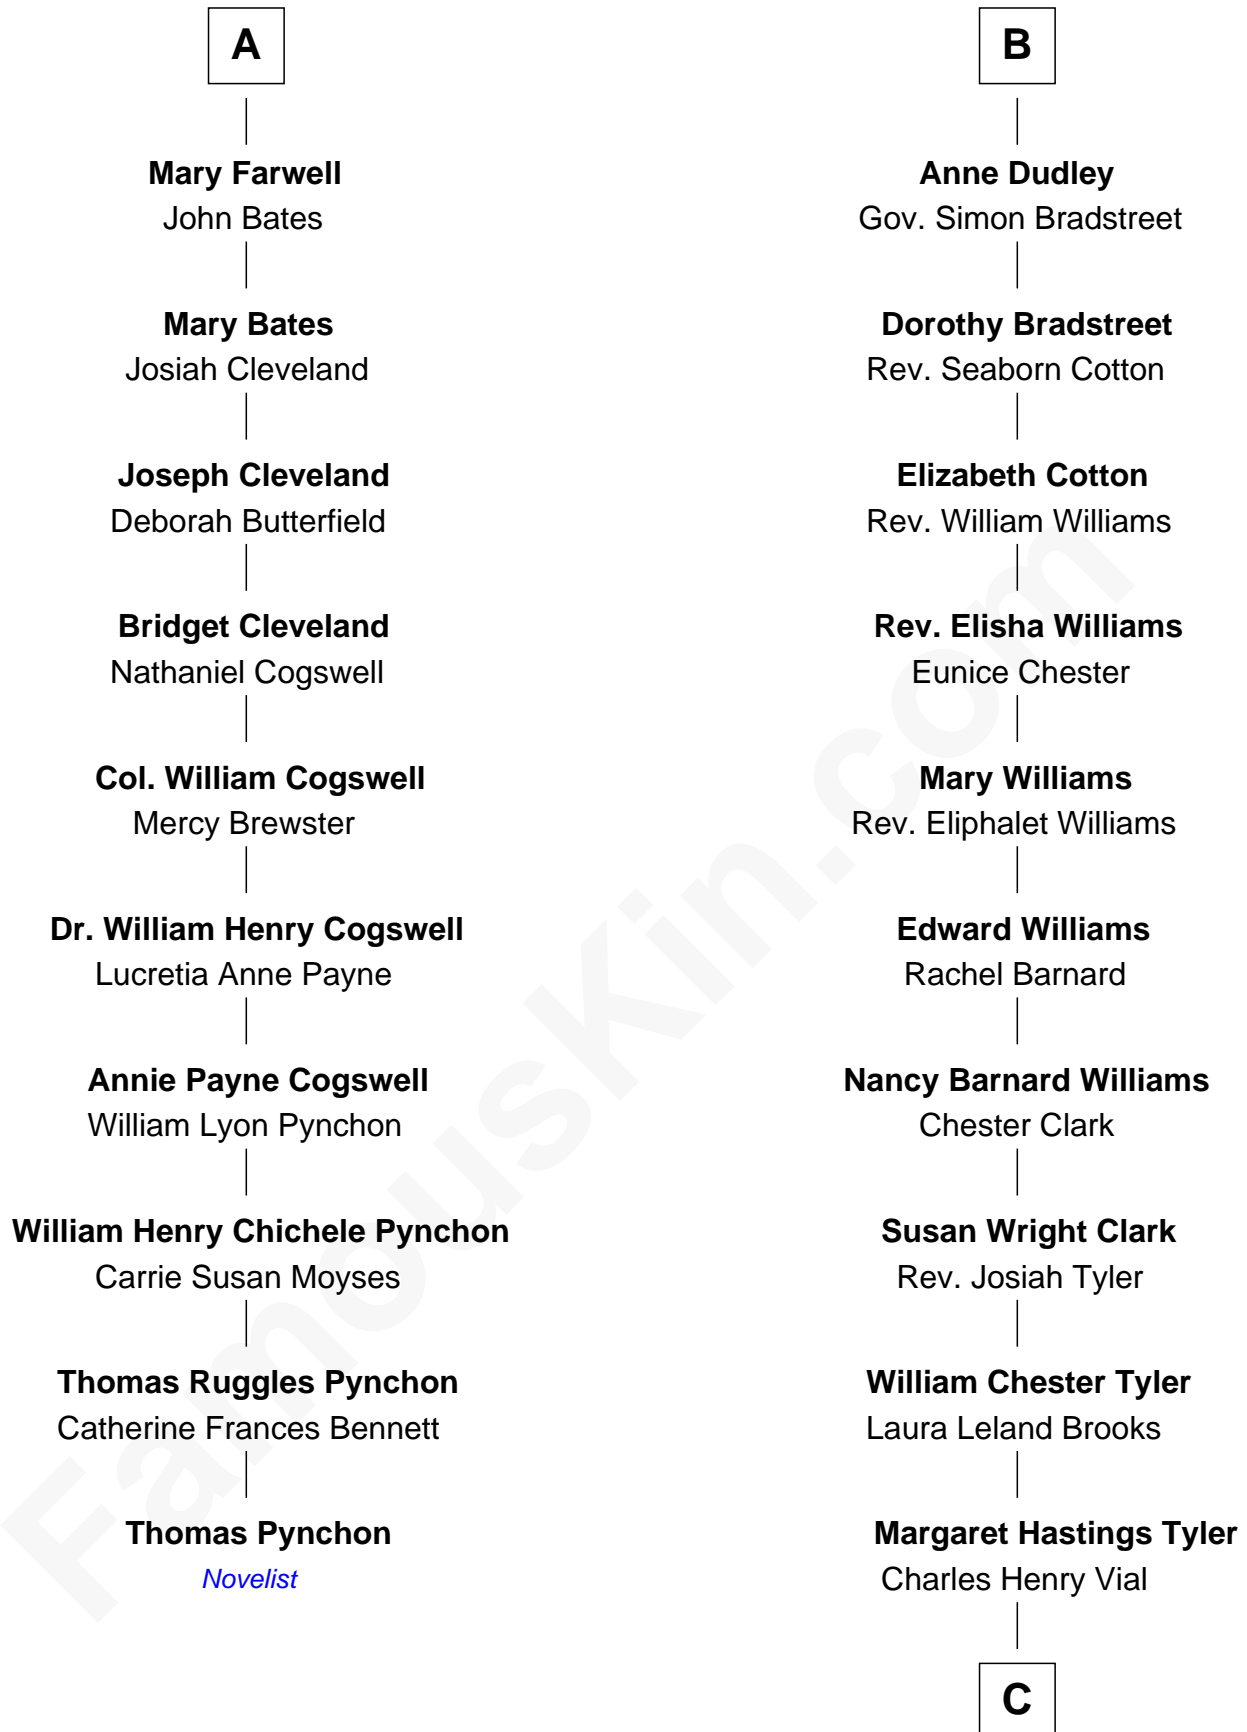 A
Mary Farwell
John Bates
Mary Bates
Josiah Cleveland
Joseph Cleveland
Deborah Butterfield
Bridget Cleveland
Nathaniel Cogswell
Col. William Cogswell
Mercy Brewster
Dr. William Henry Cogswell
Lucretia Anne Payne
Annie Payne Cogswell
William Lyon Pynchon
William Henry Chichele Pynchon
Carrie Susan Moyses
Thomas Ruggles Pynchon
Catherine Frances Bennett
Thomas Pynchon
Novelist
B
Anne Dudley
Gov. Simon Bradstreet
Dorothy Bradstreet
Rev. Seaborn Cotton
Elizabeth Cotton
Rev. William Williams
Rev. Elisha Williams
Eunice Chester
Mary Williams
Rev. Eliphalet Williams
Edward Williams
Rachel Barnard
Nancy Barnard Williams
Chester Clark
Susan Wright Clark
Rev. Josiah Tyler
William Chester Tyler
Laura Leland Brooks
Margaret Hastings Tyler
Charles Henry Vial
C
FamousKin.com